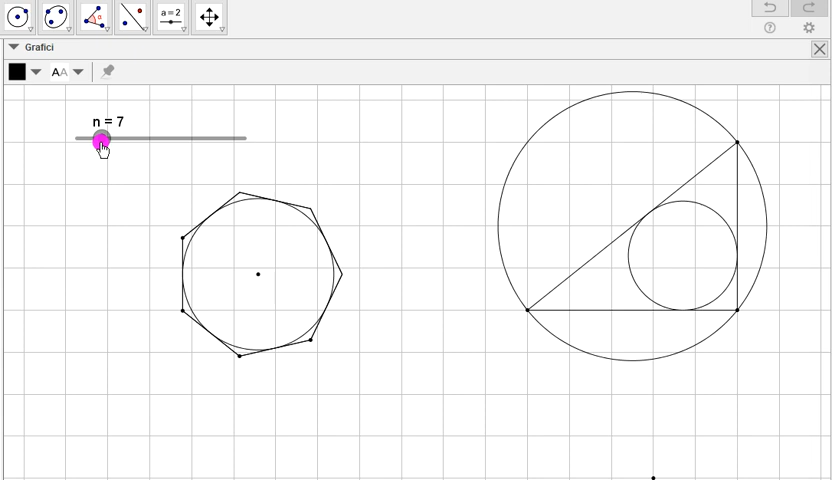 a = 2
Grafici
AA
n = 7